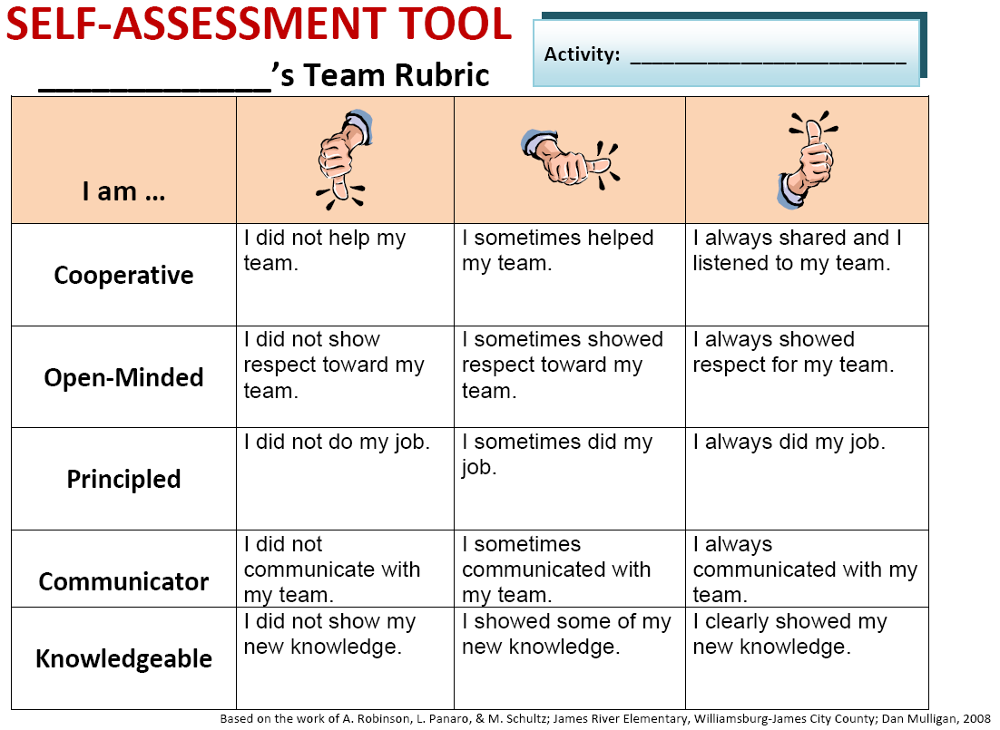 SELF-ASSESSMENT TOOL
____________’s Team Rubric
Activity: _________________________
I am …
Cooperative
I did not help my
team.
I sometimes helped
my team.
I always shared and I
listened to my team.
Open-Minded
I did not show
respect toward my
team.
I sometimes showed
respect toward my
team.
I always showed
respect for my team.
Principled
I did not do my job.
I sometimes did my
job.
I always did my job.
Communicator
I did not
communicate with
my team.
I sometimes
communicated with
my team.
I always
communicated with my
team.
Knowledgeable
I did not show my
new knowledge.
I showed some of my
new knowledge.
I clearly showed my
new knowledge.
Based on the work of A. Robinson, L. Panaro, & M. Schultz; James River Elementary, Williamsburg-James City County; Dan Mulligan, 2008